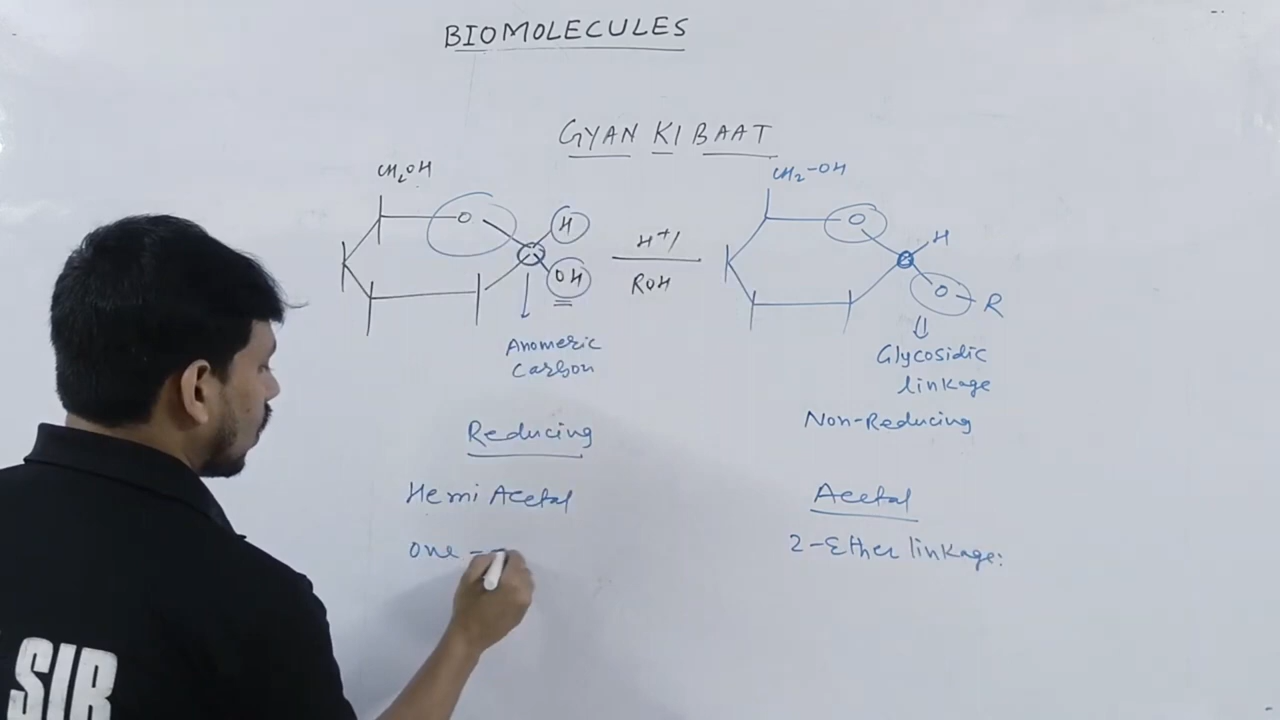 BIOMOLECULES
GYAN KI BAAT
CH2OH
O
H
OH
H+/
ROH
CH2-OH
O
H
O-R
Anomeric
Carbon
Glycosidic
linkage
Reducing
Non-Reducing
Hemi Acetal
Acetal
one -
2-Ether linkage:
SIR